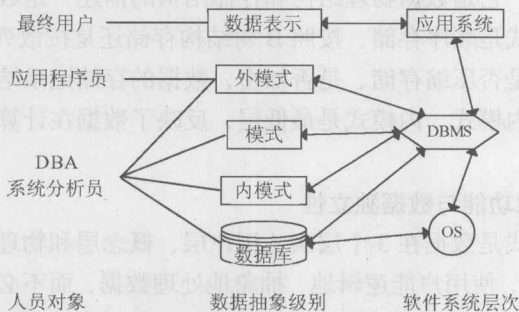 最终用户 数据表示 应用系统
应用程序员 外模式
模式 DBMS
DBA
系统分析员 内模式
数据库 OS
人员对象 数据抽象级别 软件系统层次